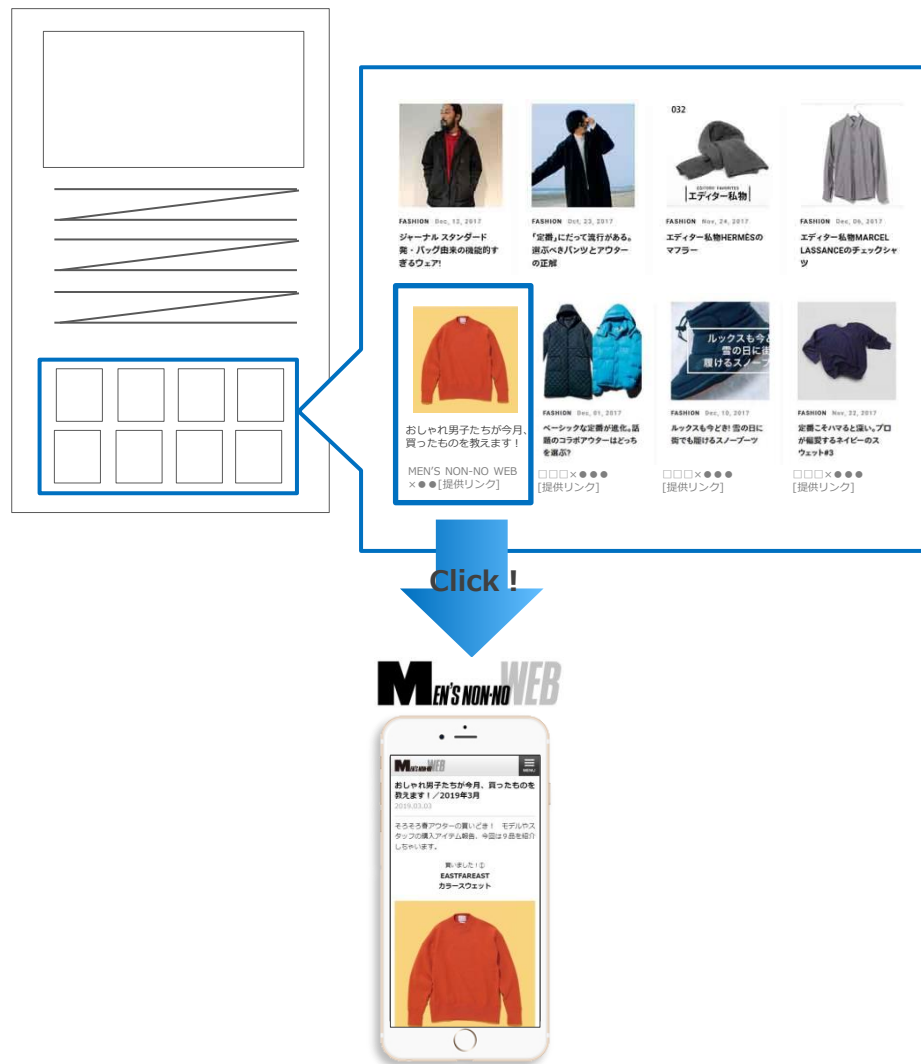 032
EDITORS FAVORITES
エディター私物
FASHION Dec, 12, 2017
ジャーナル スタンダード
発・バッグ由来の機能的す
ぎるウェア!
FASHION Oct, 23, 2017
「定番」にだって流行がある。
選ぶべきパンツとアウター
の正解
FASHION Nov, 24, 2017
エディター私物HERMÈSの
マフラー
FASHION Dec, 06, 2017
エディター私物MARCEL
LASSANCEのチェックシャ
ツ
おしゃれ男子たちが今月、
買ったものを教えます！
MEN'S NON-NO WEB
×●●[提供リンク]
FASHION Dec, 01, 2017
ベーシックな定番が進化。話
題のコラボアウターはどっち
を選ぶ?
□□□×●●●
[提供リンク]
ルックスも今ど
雪の日に街
履けるスノーブ
FASHION Dec, 10, 2017
ルックスも今どき! 雪の日に
街でも履けるスノーブーツ
□□□×●●●
[提供リンク]
FASHION Nov, 22, 2017
定番こそハマると深い。プロ
が偏愛するネイビーのス
ウェット#3
□□□×●●●
[提供リンク]
Click！
MEN'S NON-NO WEB
MEN'S NON-NO WEB
MENU
おしゃれ男子たちが今月、買ったものを
教えます！／2019年3月
2019.03.03
そろそろ春アウターの買いどき！　モデルやス
タッフの購入アイテム報告、今回は９品を紹介
しちゃいます。
買いました！①
EASTFAREAST
カラースウェット